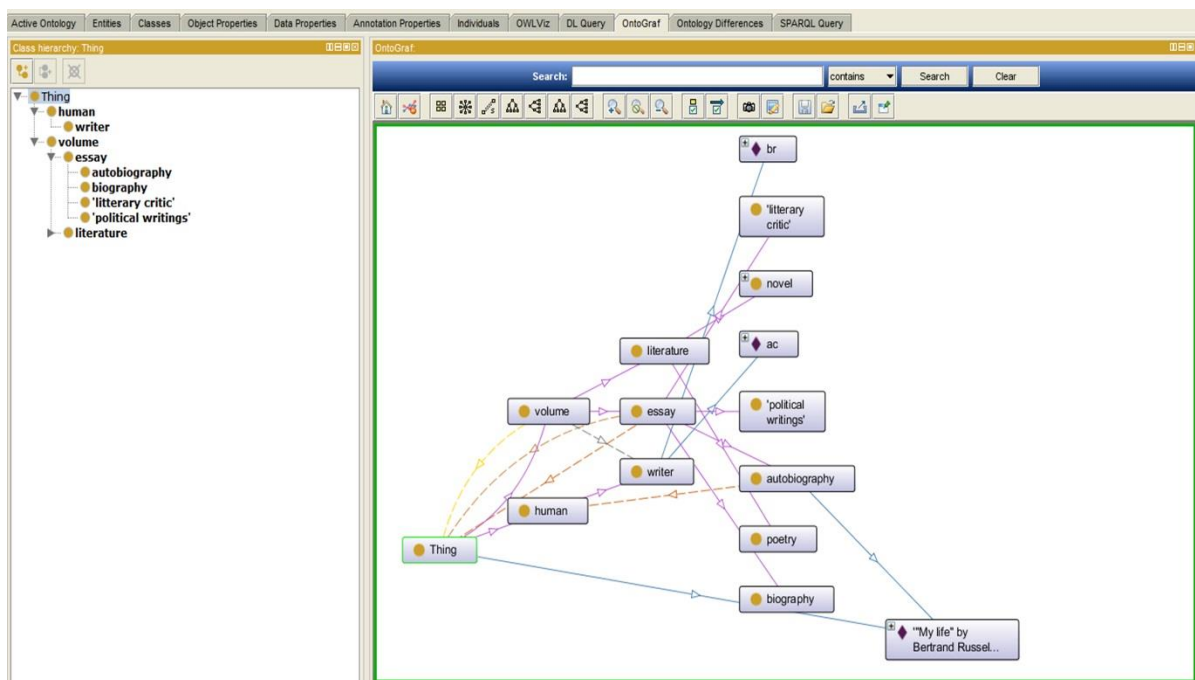 Active Ontology Entities Classes Object Properties Data Properties Annotation Properties Individuals OWLViz DL Query OntoGraf Ontology Differences SPARQL Query
Class hierarchy: Thing
Thing
human
writer
volume
essay
autobiography
biography
'litterary critic'
'political writings'
literature
OntoGraf:
Search: contains Search Clear
br
'litterary
critic'
novel
ac
literature
volume
essay
'political
writings'
writer
autobiography
human
poetry
Thing
biography
'"My life" by
Bertrand Russel...